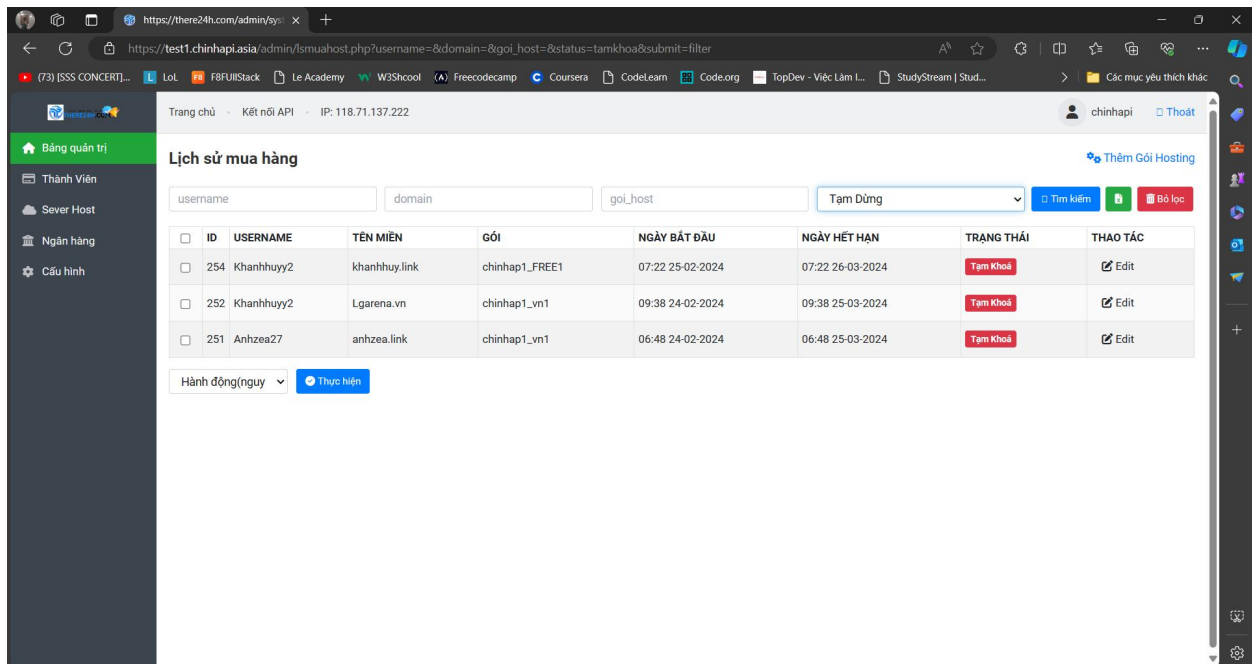 https://there24h.com/admin/sys
https://test1.chinhapi.asia/admin/lsmuahost.php?username=&domain=&goi_host=&status=tamkhoa&submit=filter
(73) [SSS CONCERT]... LoL F8FUllStack Le Academy W3Shcool Freecodecamp Coursera CodeLearn Code.org TopDev - Việc Làm I... StudyStream | Stud... Các mục yêu thích khác
THERE24H.COM Trang chủ Kết nối API IP: 118.71.137.222 chinhapi Thoát
Bảng quản trị
Thành Viên
Sever Host
Ngân hàng
Cấu hình
Lịch sử mua hàng Thêm Gói Hosting
username domain goi_host Tạm Dừng Tìm kiếm Bỏ lọc
ID USERNAME TÊN MIỀN GÓI NGÀY BẮT ĐẦU NGÀY HẾT HẠN TRẠNG THÁI THAO TÁC
254 Khanhhuyy2 khanhhuy.link chinhap1_FREE1 07:22 25-02-2024 07:22 26-03-2024 Tạm Khoá Edit
252 Khanhhuyy2 Lgarena.vn chinhap1_vn1 09:38 24-02-2024 09:38 25-03-2024 Tạm Khoá Edit
251 Anhzea27 anhzea.link chinhap1_vn1 06:48 24-02-2024 06:48 25-03-2024 Tạm Khoá Edit
Hành động(nguy Thực hiện